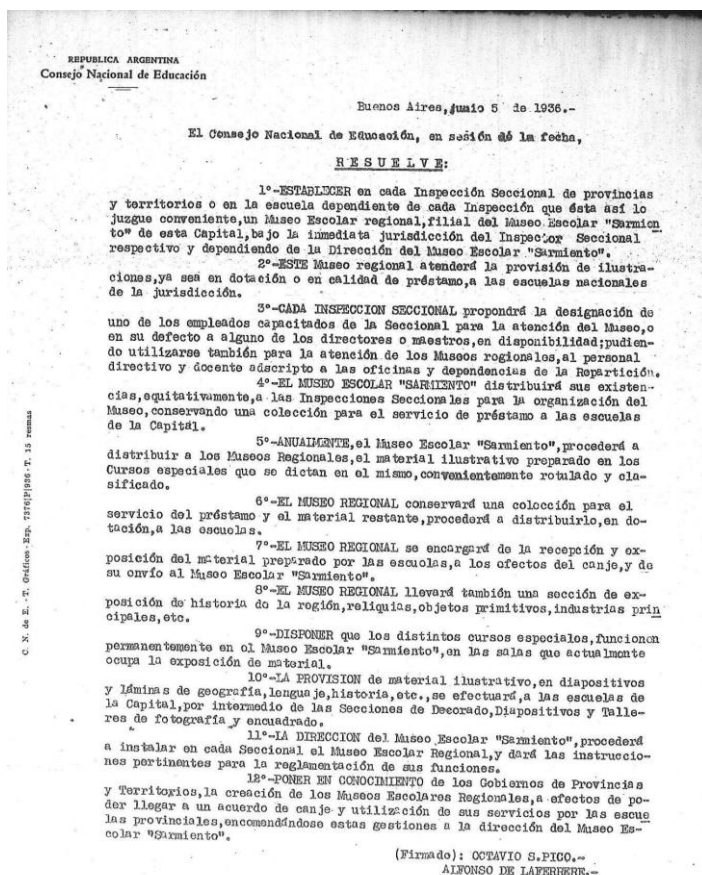 REPUBLICA ARGENTINA
Consejo Nacional de Educación
Buenos Aires, junio 5 de 1936.-
El Consejo Nacional de Educación, en sesión de la fecha,
RESUELVE:
1º-ESTABLECER en cada Inspección Seccional de provincias
y territorios o en la escuela dependiente de cada Inspección que ésta así lo
juzgue conveniente,un Museo Escolar regional,filial del Museo Escolar "Sarmien
to" de esta Capital,bajo la inmediata jurisdicción del Inspector Seccional
respectivo y dependiendo de la Dirección del Museo Escolar "Sarmiento".
2º-ESTE Museo regional atenderá la provisión de ilustra-
ciones,ya sea en dotación o en calidad de préstamo,a las escuelas nacionales
de la jurisdicción.
3º-CADA INSPECCION SECCIONAL propondrá la designación de
uno de los empleados capacitados de la Seccional para la atención del Museo,o
en su defecto a alguno de los directores o maestros,en disponibilidad;pudien-
do utilizarse también para la atención de los Museos regionales,al personal
directivo y docente adscripto a las oficinas y dependencias de la Repartición.
4º-EL MUSEO ESCOLAR "SARMIENTO" distribuirá sus existen-
cias,equitativamente,a las Inspecciones Seccionales para la organización del
Museo,conservando una colección para el servicio de préstamo a las escuelas
de la Capital.
5º-ANUALMENTE,el Museo Escolar "Sarmiento",procederá a
distribuir a los Museos Regionales,el material ilustrativo preparado en los
Cursos especiales que se dictan en el mismo,convenientemente rotulado y cla-
sificado.
6º-EL MUSEO REGIONAL conservará una colección para el
servicio del préstamo y el material restante,procederá a distribuirlo,en do-
tación,a las escuelas.
7º-EL MUSEO REGIONAL se encargará de la recepción y ex-
posición del material preparado por las escuelas,a los efectos del canje,y de
su envío al Museo Escolar "Sarmiento".
8º-EL MUSEO REGIONAL llevará también una sección de ex-
posición de historia de la región,reliquias,objetos primitivos,industrias prin
cipales,etc.
9º-DISPONER que los distintos cursos especiales,funcionen
permanentemente en el Museo Escolar "Sarmiento",en las salas que actualmente
ocupa la exposición de material.
10º-LA PROVISION de material ilustrativo,en diapositivos
y láminas de geografía,lenguaje,historia,etc.,se efectuará,a las escuelas de
la Capital,por intermedio de las Secciones de Decorado,Diapositivos y Talle-
res de fotografía y encuadrado.
11º-LA DIRECCION del Museo Escolar "Sarmiento",procederá
a instalar en cada Seccional el Museo Escolar Regional,y dará las instruccio-
nes pertinentes para la reglamentación de sus funciones.
12º-PONER EN CONOCIMIENTO de los Gobiernos de Provincias
y Territorios,la creación de los Museos Escolares Regionales,a efectos de po-
der llegar a un acuerdo de canje y utilización de sus servicios por las escue
las provinciales,encomendándose estas gestiones a la dirección del Museo Es-
colar "Sarmiento".
(Firmado): OCTAVIO S.PICO.--
ALFONSO DE LAFERRERE.--
C. N. de E. - T. Gráficos - Exp. 7376|P|936 - T. 15 resmas